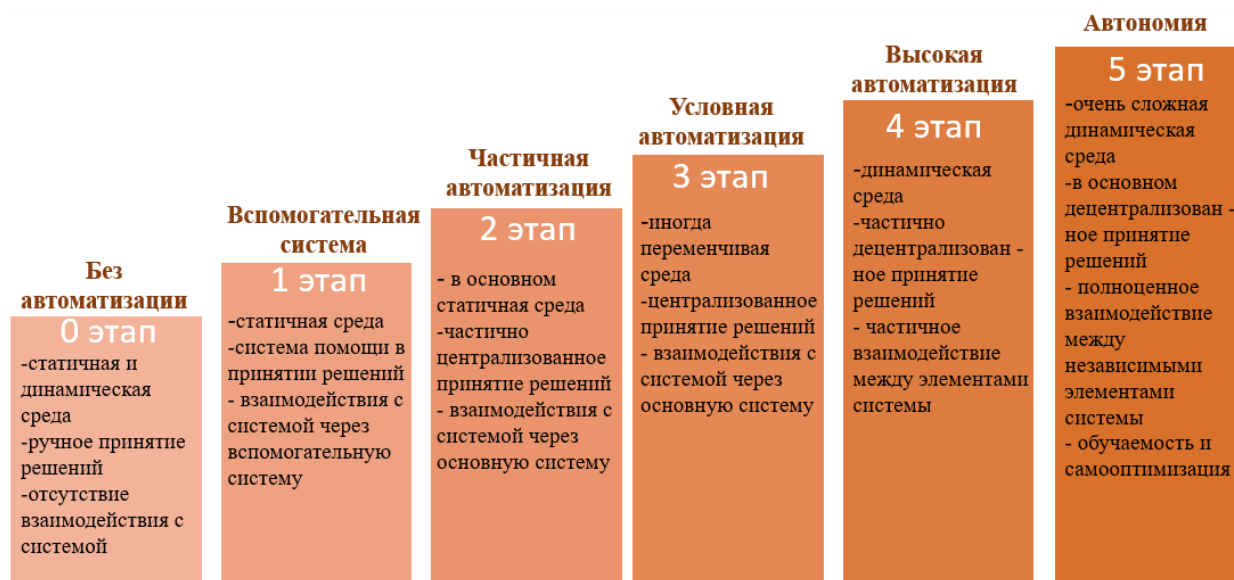 Без
автоматизации
0 этап
-статичная и
динамическая
среда
-ручное принятие
решений
-отсутствие
взаимодействия с
системой
Вспомогательная
система
1 этап
-статичная среда
-система помощи в
принятии решений
- взаимодействия с
системой через
вспомогательную
систему
Частичная
автоматизация
2 этап
- в основном
статичная среда
-частично
централизованное
принятие решений
- взаимодействия с
системой через
основную систему
Условная
автоматизация
3 этап
-иногда
переменчивая
среда
-централизованное
принятие решений
- взаимодействия с
системой через
основную систему
Высокая
автоматизация
4 этап
-динамическая
среда
-частично
децентрализован -
ное принятие
решений
- частичное
взаимодействие
между элементами
системы
Автономия
5 этап
-очень сложная
динамическая
среда
-в основном
децентрализован -
ное принятие
решений
- полноценное
взаимодействие
между
независимыми
элементами
системы
- обучаемость и
самооптимизация